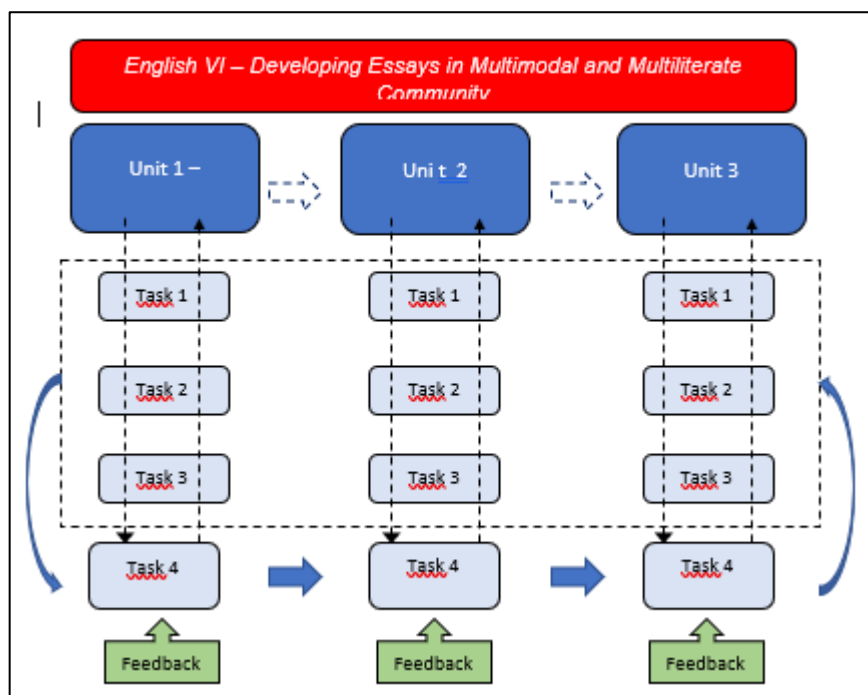 English VI – Developing Essays in Multimodal and Multiliterate
Community
Unit 1 –
Uni t 2
Unit 3
Task 1
Task 1
Task 1
Task 2
Task 2
Task 2
Task 3
Task 3
Task 3
Task 4
Task 4
Task 4
Feedback
Feedback
Feedback